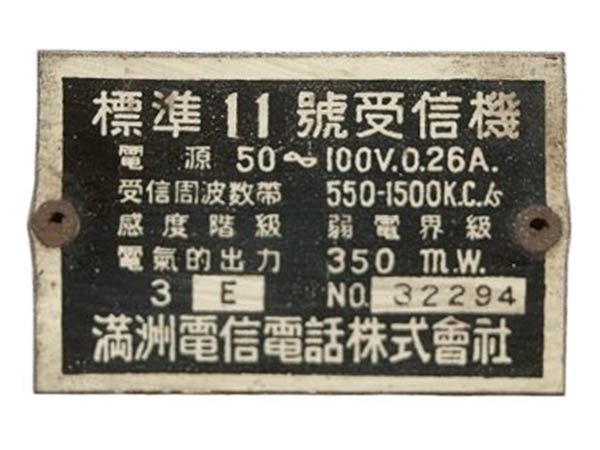 標準11號受信機
電源 50～100V.0.26A.
受信周波数帶 550-1500K.C./s
感度階級 弱電界級
電氣的出力 350 m.W.
3 E NO. 32294
満洲電信電話株式會社